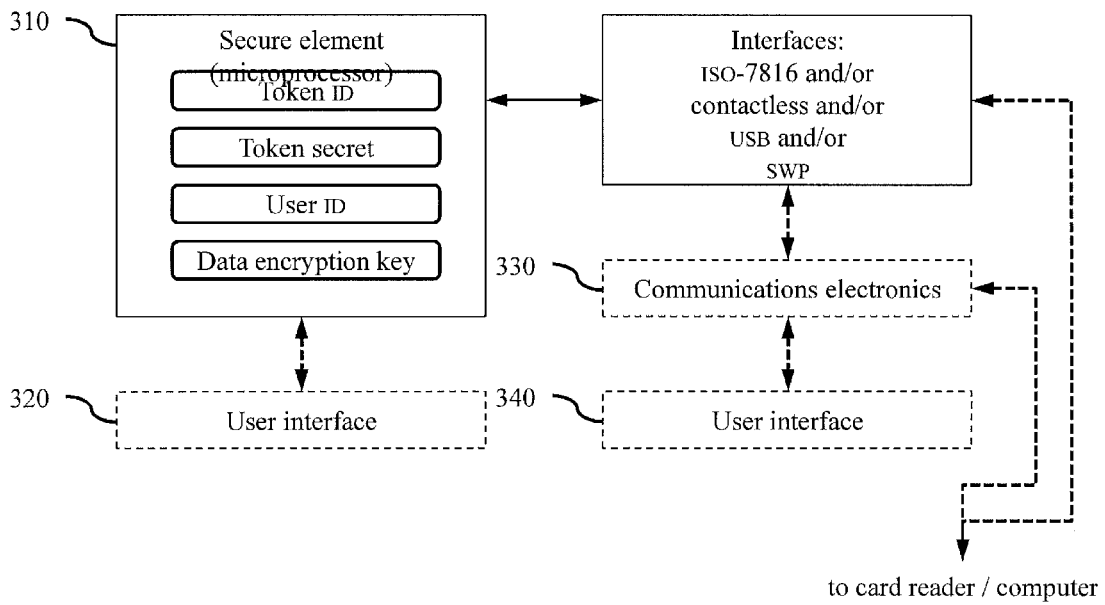 310
Secure element
(microprocessor)
Token ID
Token secret
User ID
Data encryption key
Interfaces:
ISO-7816 and/or
contactless and/or
USB and/or
SWP
330
Communications electronics
320
User interface
340
User interface
to card reader / computer